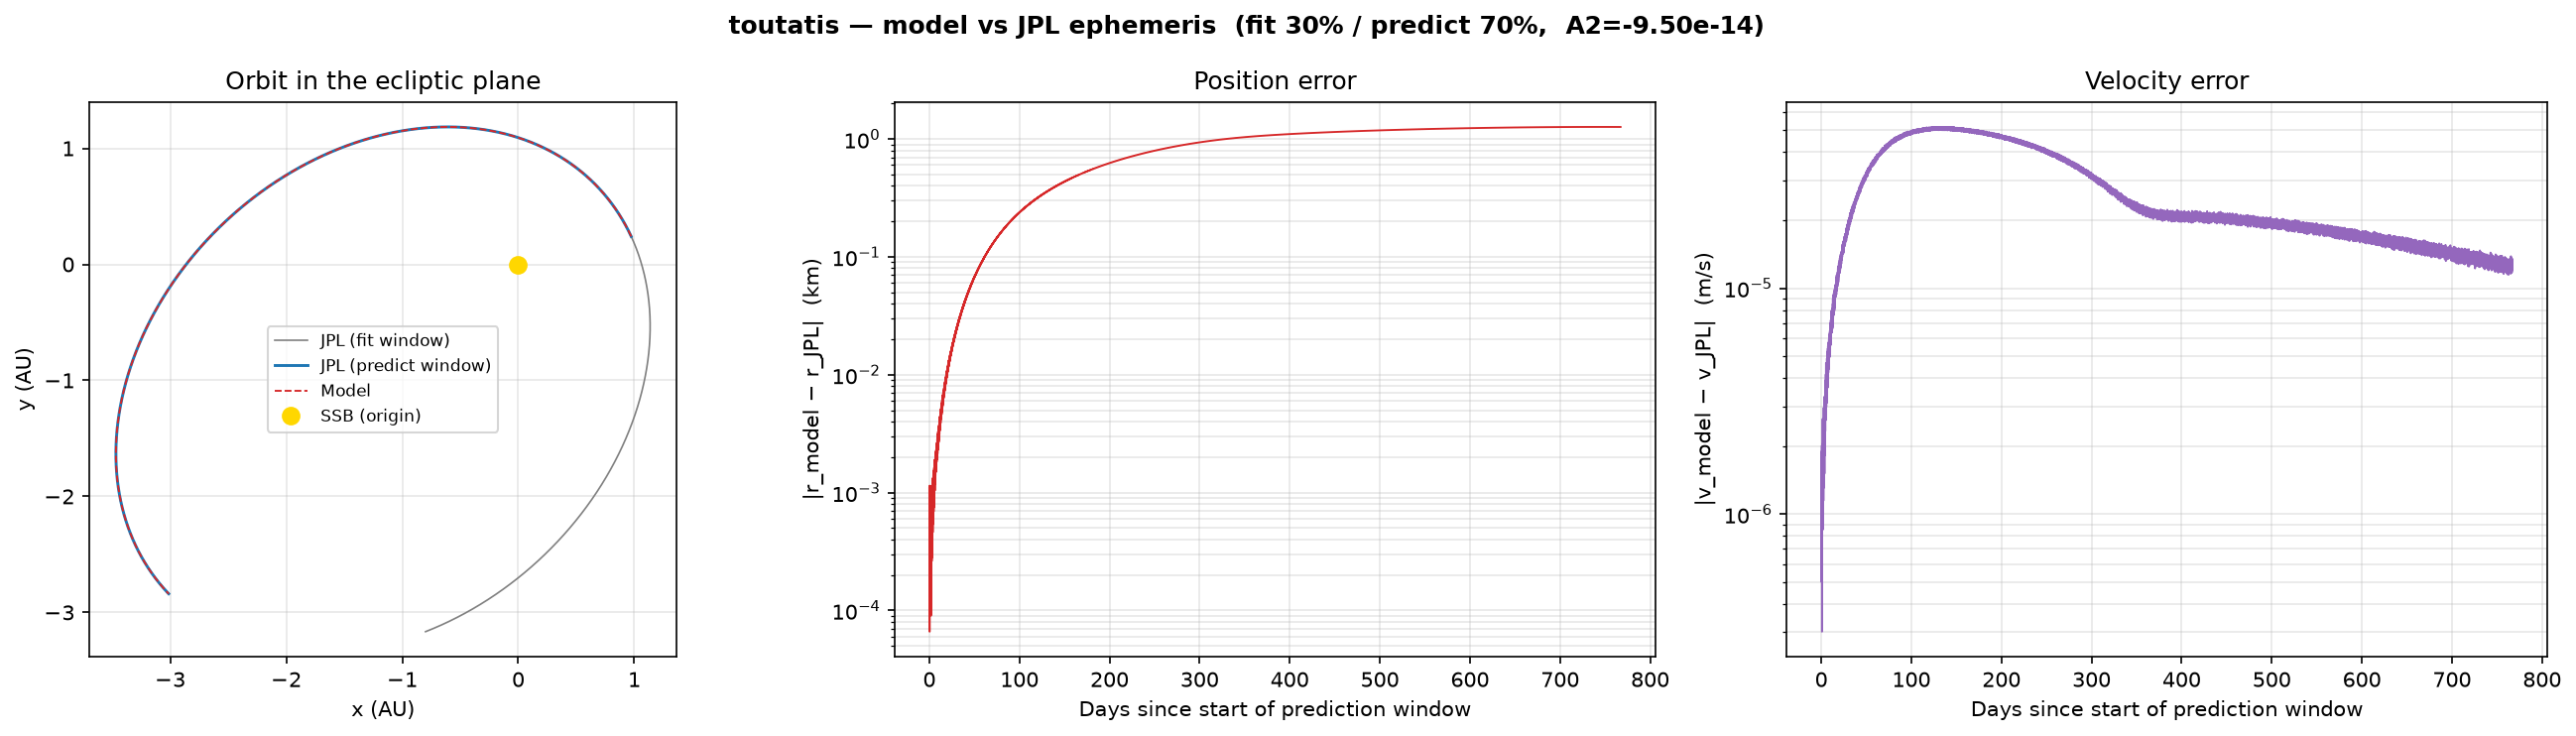 toutatis — model vs JPL ephemeris  (fit 30% / predict 70%,  A2=-9.50e-14)
Orbit in the ecliptic plane
y (AU)
1
0
−1
−2
−3
JPL (fit window)
JPL (predict window)
Model
SSB (origin)
−3 −2 −1 0 1
x (AU)
Position error
|r_model − r_JPL|  (km)
10⁰
10⁻¹
10⁻²
10⁻³
10⁻⁴
0 100 200 300 400 500 600 700 800
Days since start of prediction window
Velocity error
|v_model − v_JPL|  (m/s)
10⁻⁵
10⁻⁶
0 100 200 300 400 500 600 700 800
Days since start of prediction window